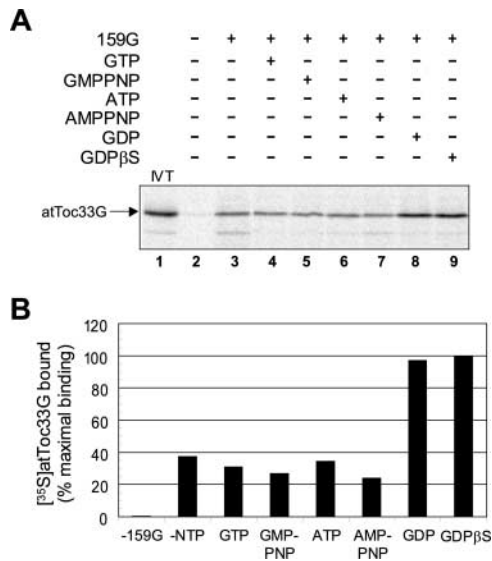 A
159G - + + + + + + +
GTP - - + - - - - -
GMPPNP - - - + - - - -
ATP - - - - + - - -
AMPPNP - - - - - + - -
GDP - - - - - - + -
GDPβS - - - - - - - +
IVT
atToc33G
1 2 3 4 5 6 7 8 9
B
[³⁵S]atToc33G bound
(% maximal binding)
120
100
80
60
40
20
0
-159G -NTP GTP GMP-PNP ATP AMP-PNP GDP GDPβS